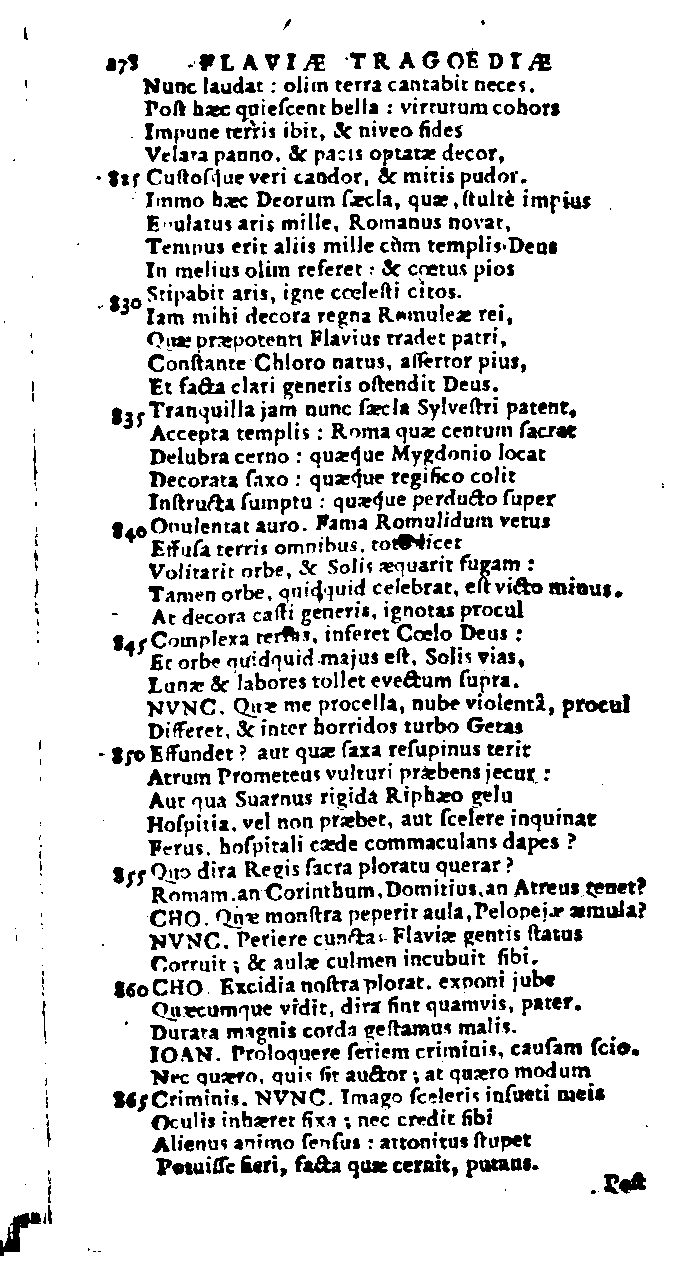 278 FLAVIÆ TRAGOEDIÆ
Nunc laudat : olim terra cantabit neces.
Poſt hæc quieſcent bella : virtutum cohors
Impune terris ibit, & niveo fides
Velata panno, & pacis optatæ decor,
825 Cuſtoſque veri candor, & mitis pudor.
Immo hæc Deorum ſæcla, quæ, ſtultè impius
Emulatus aris mille, Romanus novat,
Tempus erit aliis mille cùm templis Deus
In melius olim referet : & cœtus pios
830 Stipabit aris, igne cœleſti citos.
Iam mihi decora regna Romuleæ rei,
Quæ præpotenti Flavius tradet patri,
Conſtante Chloro natus, aſſertor pius,
Et facta clari generis oſtendit Deus.
835 Tranquilla jam nunc ſæcla Sylveſtri patent,
Accepta templis : Roma quæ centum ſacrat
Delubra cerno : quæque Mygdonio locat
Decorata ſaxo : quæque regifico colit
Inſtructa ſumptu : quæque perducto ſuper
840 Opulentat auro. Fama Romulidum vetus
Effuſa terris omnibus, licet
Volitarit orbe, & Solis æquarit fugam :
Tamen orbe, quidquid celebrat, eſt victo minus.
At decora caſti generis, ignotas procul
845 Complexa terras, inferet Cœlo Deus :
Et orbe quidquid majus eſt, Solis vias,
Lunæ & labores tollet evectum ſupra.
NVNC. Quæ me procella, nube violentâ, procul
Differet, & inter horridos turbo Getas
850 Effundet ? aut quæ ſaxa reſupinus terit
Atrum Prometeus vulturi præbens jecur :
Aut qua Suarnus rigida Riphæo gelu
Hoſpitia, vel non præbet, aut ſcelere inquinat
Ferus, hoſpitali cæde commaculans dapes ?
855 Quo dira Regis ſacra ploratu querar ?
Romam, an Corinthum, Domitius, an Atreus tenet?
CHO. Quæ monſtra peperit aula, Pelopejæ æmula?
NVNC. Periere cunctas Flaviæ gentis ſtatus
Corruit ; & aulæ culmen incubuit ſibi.
860 CHO. Excidia noſtra plorat, exponi jube
Quæcumque vidit, dira ſint quamvis, pater.
Durata magnis corda geſtamus malis.
IOAN. Proloquere ſeriem criminis, cauſam ſcio.
Nec quæro, quis ſit auctor ; at quæro modum
865 Criminis. NVNC. Imago ſceleris inſueti meis
Oculis inhæret fixa ; nec credit ſibi
Alienus animo ſenſus : attonitus ſtupet
Potuiſſe fieri, facta quæ cernit, putans.
Poſt